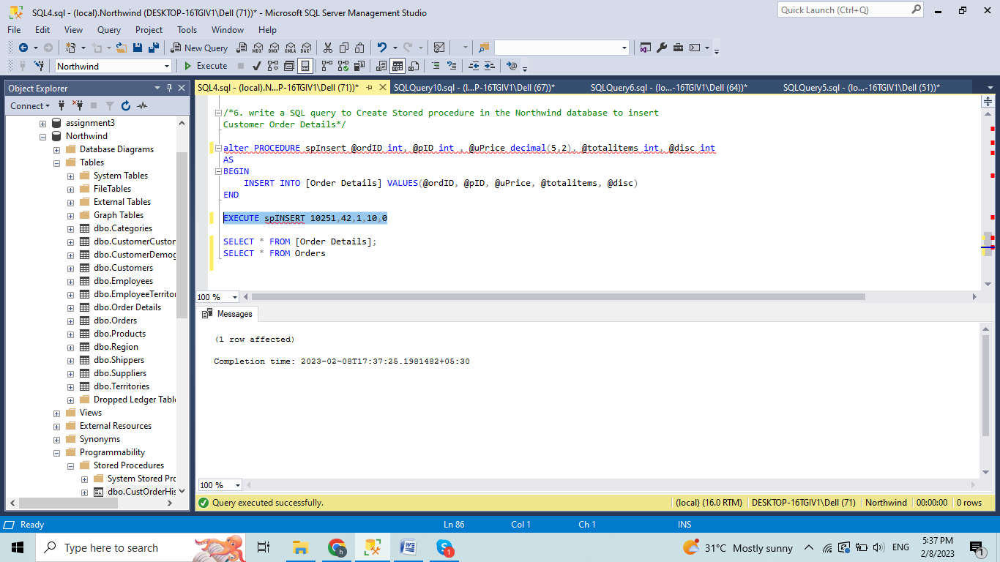 SQL4.sql - (local).Northwind (DESKTOP-16TGIV1\Dell (71))* - Microsoft SQL Server Management Studio
Quick Launch (Ctrl+Q)
File Edit View Query Project Tools Window Help
New Query MDX DMX XMLA DAX
Northwind Execute
Object Explorer
SQL4.sql - (local).N...P-16TGIV1\Dell (71))* SQLQuery10.sql - (l...P-16TGIV1\Dell (67))* SQLQuery6.sql - (lo...-16TGIV1\Dell (64))* SQLQuery5.sql - (lo...-16TGIV1\Dell (51))*
Connect
assignment3
Northwind
Database Diagrams
Tables
System Tables
FileTables
External Tables
Graph Tables
dbo.Categories
dbo.CustomerCustor
dbo.CustomerDemog
dbo.Customers
dbo.Employees
dbo.EmployeeTerritor
dbo.Order Details
dbo.Orders
dbo.Products
dbo.Region
dbo.Shippers
dbo.Suppliers
dbo.Territories
Dropped Ledger Table
Views
External Resources
Synonyms
Programmability
Stored Procedures
System Stored Pro
dbo.CustOrderHis
/*6. write a SQL query to Create Stored procedure in the Northwind database to insert
Customer Order Details*/
alter PROCEDURE spInsert @ordID int, @pID int , @uPrice decimal(5,2), @totalitems int, @disc int
AS
BEGIN
INSERT INTO [Order Details] VALUES(@ordID, @pID, @uPrice, @totalitems, @disc)
END
EXECUTE spINSERT 10251,42,1,10,0
SELECT * FROM [Order Details];
SELECT * FROM Orders
100 %
Messages
(1 row affected)
Completion time: 2023-02-08T17:37:25.1981482+05:30
100 %
Query executed successfully. (local) (16.0 RTM) DESKTOP-16TGIV1\Dell (71) Northwind 00:00:00 0 rows
Ready Ln 86 Col 1 Ch 1 INS
Type here to search
31°C Mostly sunny ENG
5:37 PM
2/8/2023
1
1